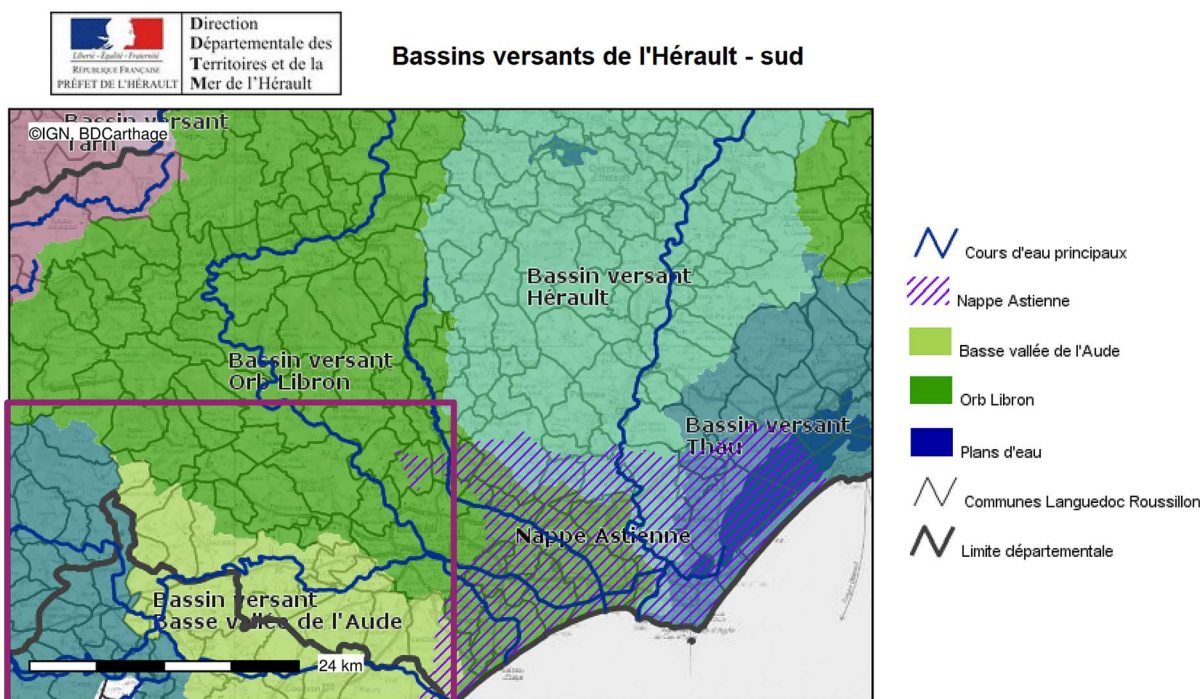 Liberté • Égalité • Fraternité
RÉPUBLIQUE FRANÇAISE
PRÉFET DE L'HÉRAULT
Direction
Départementale des
Territoires et de la
Mer de l'Hérault
Bassins versants de l'Hérault - sud
©IGN, BDCarthage
Bassin versant
Tarn
Bassin versant
Hérault
Bassin versant
Orb Libron
Bassin versant
Thau
Nappe Astienne
Bassin versant
Basse vallée de l'Aude
24 km
Cours d'eau principaux
Nappe Astienne
Basse vallée de l'Aude
Orb Libron
Plans d'eau
Communes Languedoc Roussillon
Limite départementale